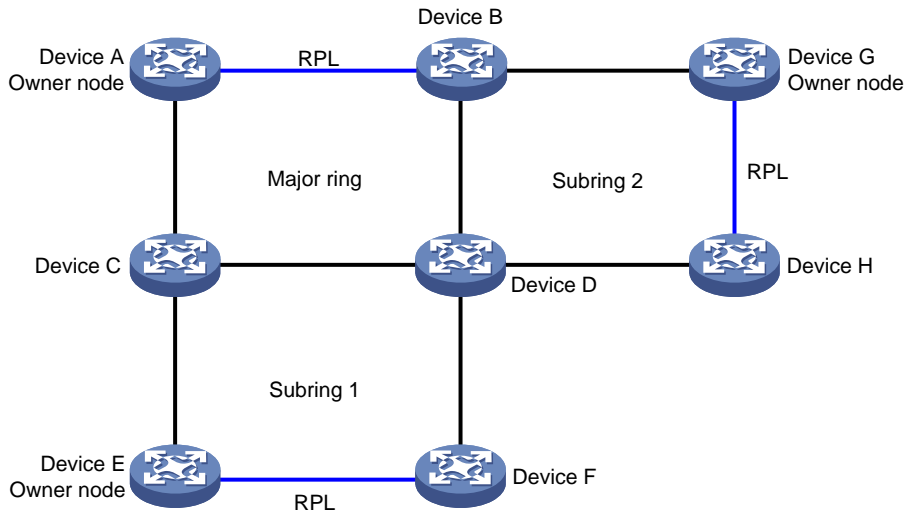 Device B
Device A
Owner node
RPL
Device G
Owner node
Major ring
Subring 2
RPL
Device C
Device D
Device H
Subring 1
Device E
Owner node
RPL
Device F